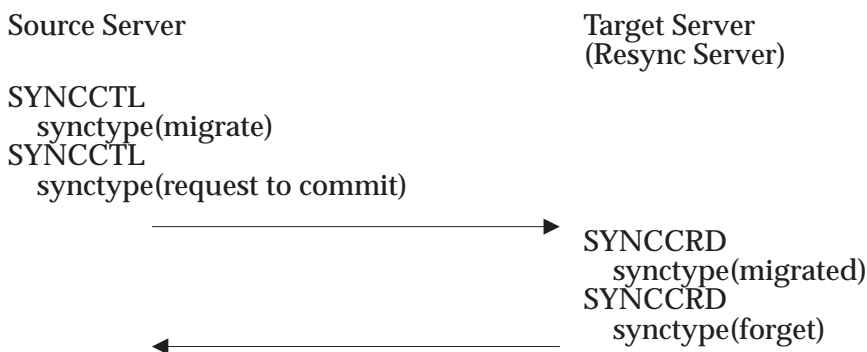 Source Server
Target Server
(Resync Server)
SYNCCTL
synctype(migrate)
SYNCCTL
synctype(request to commit)
SYNCCRD
synctype(migrated)
SYNCCRD
synctype(forget)